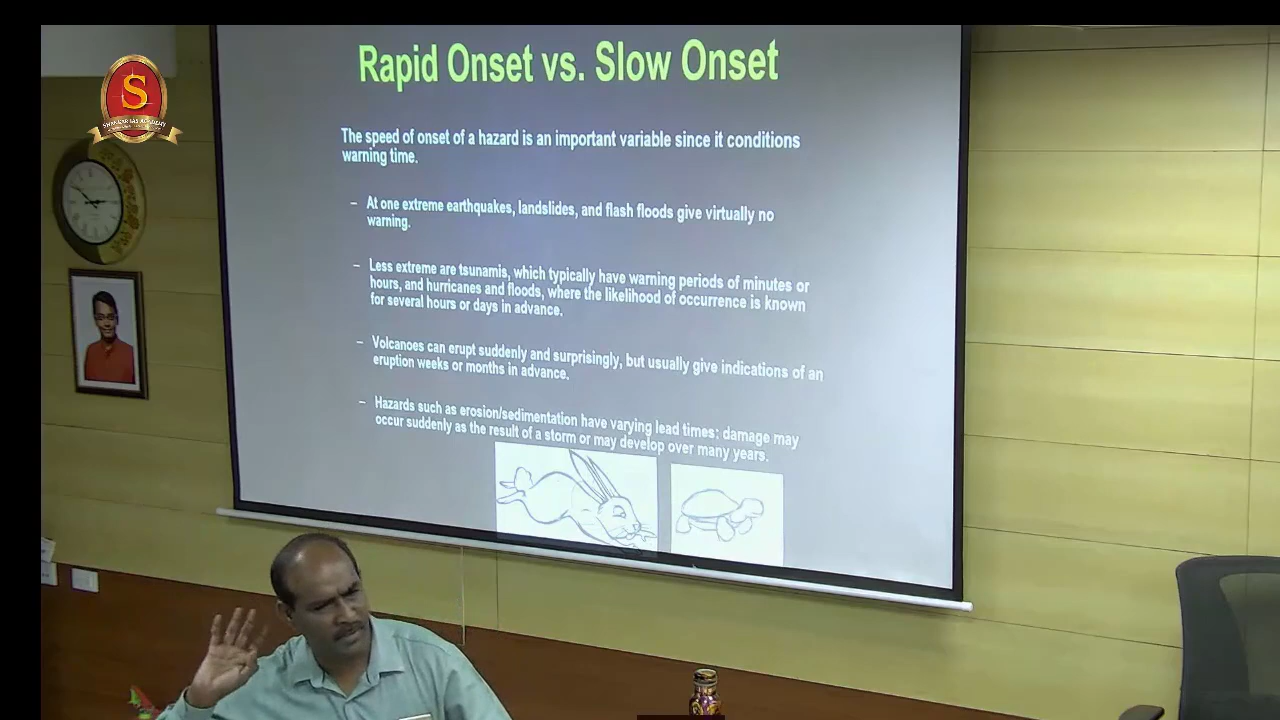 S
SHANKAR IAS ACADEMY
Rapid Onset vs. Slow Onset
The speed of onset of a hazard is an important variable since it conditions
warning time.
– At one extreme earthquakes, landslides, and flash floods give virtually no
warning.
– Less extreme are tsunamis, which typically have warning periods of minutes or
hours, and hurricanes and floods, where the likelihood of occurrence is known
for several hours or days in advance.
– Volcanoes can erupt suddenly and surprisingly, but usually give indications of an
eruption weeks or months in advance.
– Hazards such as erosion/sedimentation have varying lead times: damage may
occur suddenly as the result of a storm or may develop over many years.